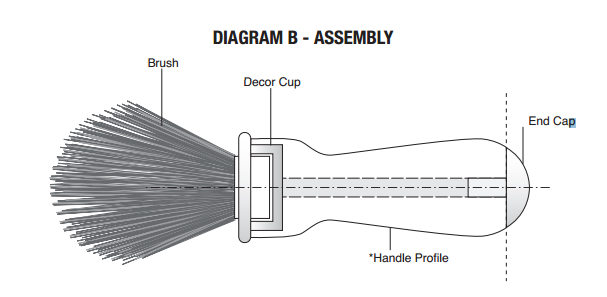 DIAGRAM B - ASSEMBLY
Brush
Decor Cup
End Cap
*Handle Profile